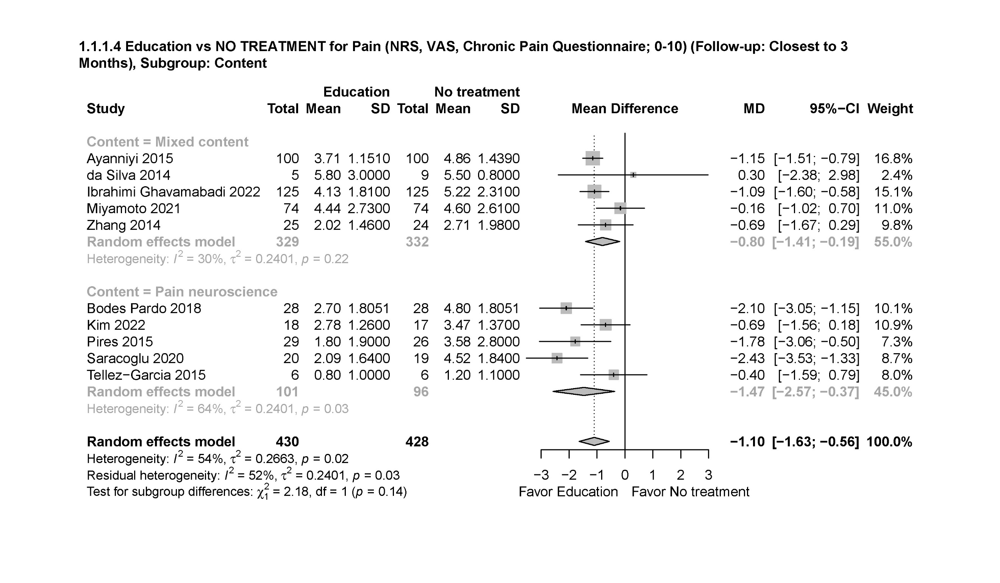 1.1.1.4 Education vs NO TREATMENT for Pain (NRS, VAS, Chronic Pain Questionnaire; 0-10) (Follow-up: Closest to 3
Months), Subgroup: Content
Education No treatment
Study Total Mean SD Total Mean SD Mean Difference MD 95%−CI Weight
Content = Mixed content
Ayanniyi 2015 100 3.71 1.1510 100 4.86 1.4390 −1.15 [−1.51; −0.79] 16.8%
da Silva 2014 5 5.80 3.0000 9 5.50 0.8000 0.30 [−2.38; 2.98] 2.4%
Ibrahimi Ghavamabadi 2022 125 4.13 1.8100 125 5.22 2.3100 −1.09 [−1.60; −0.58] 15.1%
Miyamoto 2021 74 4.44 2.7300 74 4.60 2.6100 −0.16 [−1.02; 0.70] 11.0%
Zhang 2014 25 2.02 1.4600 24 2.71 1.9800 −0.69 [−1.67; 0.29] 9.8%
Random effects model 329 332 −0.80 [−1.41; −0.19] 55.0%
Heterogeneity: I² = 30%, τ² = 0.2401, p = 0.22
Content = Pain neuroscience
Bodes Pardo 2018 28 2.70 1.8051 28 4.80 1.8051 −2.10 [−3.05; −1.15] 10.1%
Kim 2022 18 2.78 1.2600 17 3.47 1.3700 −0.69 [−1.56; 0.18] 10.9%
Pires 2015 29 1.80 1.9000 26 3.58 2.8000 −1.78 [−3.06; −0.50] 7.3%
Saracoglu 2020 20 2.09 1.6400 19 4.52 1.8400 −2.43 [−3.53; −1.33] 8.7%
Tellez−Garcia 2015 6 0.80 1.0000 6 1.20 1.1000 −0.40 [−1.59; 0.79] 8.0%
Random effects model 101 96 −1.47 [−2.57; −0.37] 45.0%
Heterogeneity: I² = 64%, τ² = 0.2401, p = 0.03
Random effects model 430 428 −1.10 [−1.63; −0.56] 100.0%
Heterogeneity: I² = 54%, τ² = 0.2663, p = 0.02
Residual heterogeneity: I² = 52%, τ² = 0.2401, p = 0.03
−3 −2 −1 0 1 2 3
Test for subgroup differences: χ²₁ = 2.18, df = 1 (p = 0.14)
Favor Education Favor No treatment